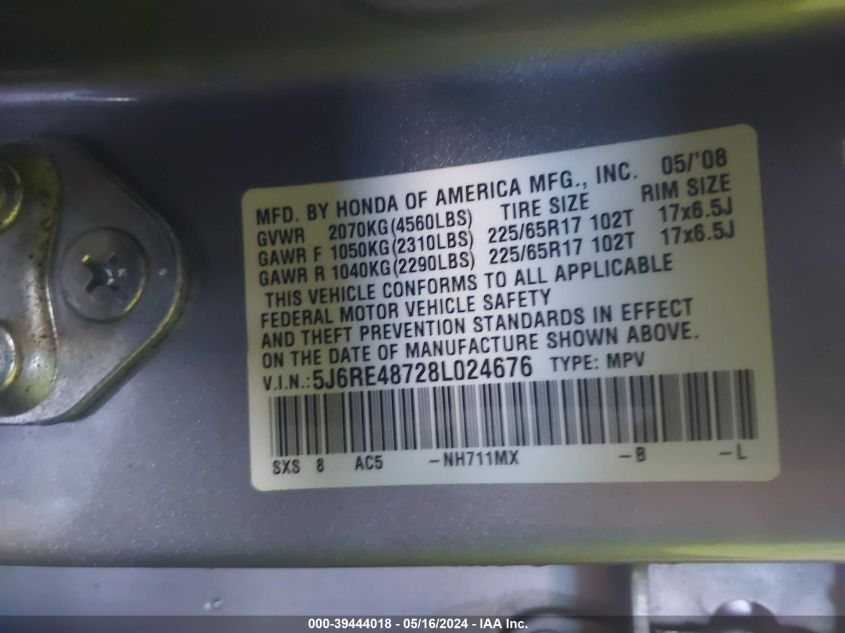 MFD. BY HONDA OF AMERICA MFG., INC. 05/'08
GVWR 2070KG(4560LBS) TIRE SIZE RIM SIZE
GAWR F 1050KG(2310LBS) 225/65R17 102T 17x6.5J
GAWR R 1040KG(2290LBS) 225/65R17 102T 17x6.5J
THIS VEHICLE CONFORMS TO ALL APPLICABLE
FEDERAL MOTOR VEHICLE SAFETY
AND THEFT PREVENTION STANDARDS IN EFFECT
ON THE DATE OF MANUFACTURE SHOWN ABOVE.
V.I.N.:5J6RE48728L024676 TYPE: MPV
SXS 8 AC5 -NH711MX -B -L
000-39444018 - 05/16/2024 - IAA Inc.